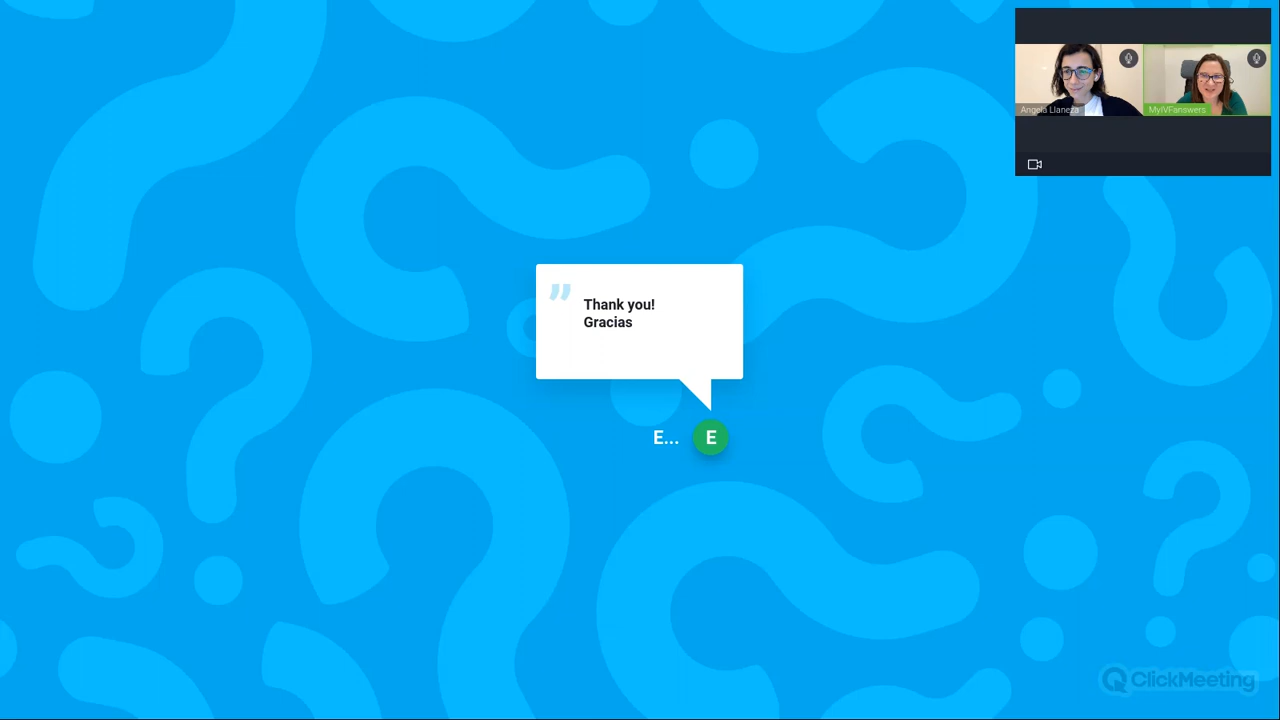 Angela Llaneza
MyIVFanswers
Thank you!
Gracias
E...
E
ClickMeeting